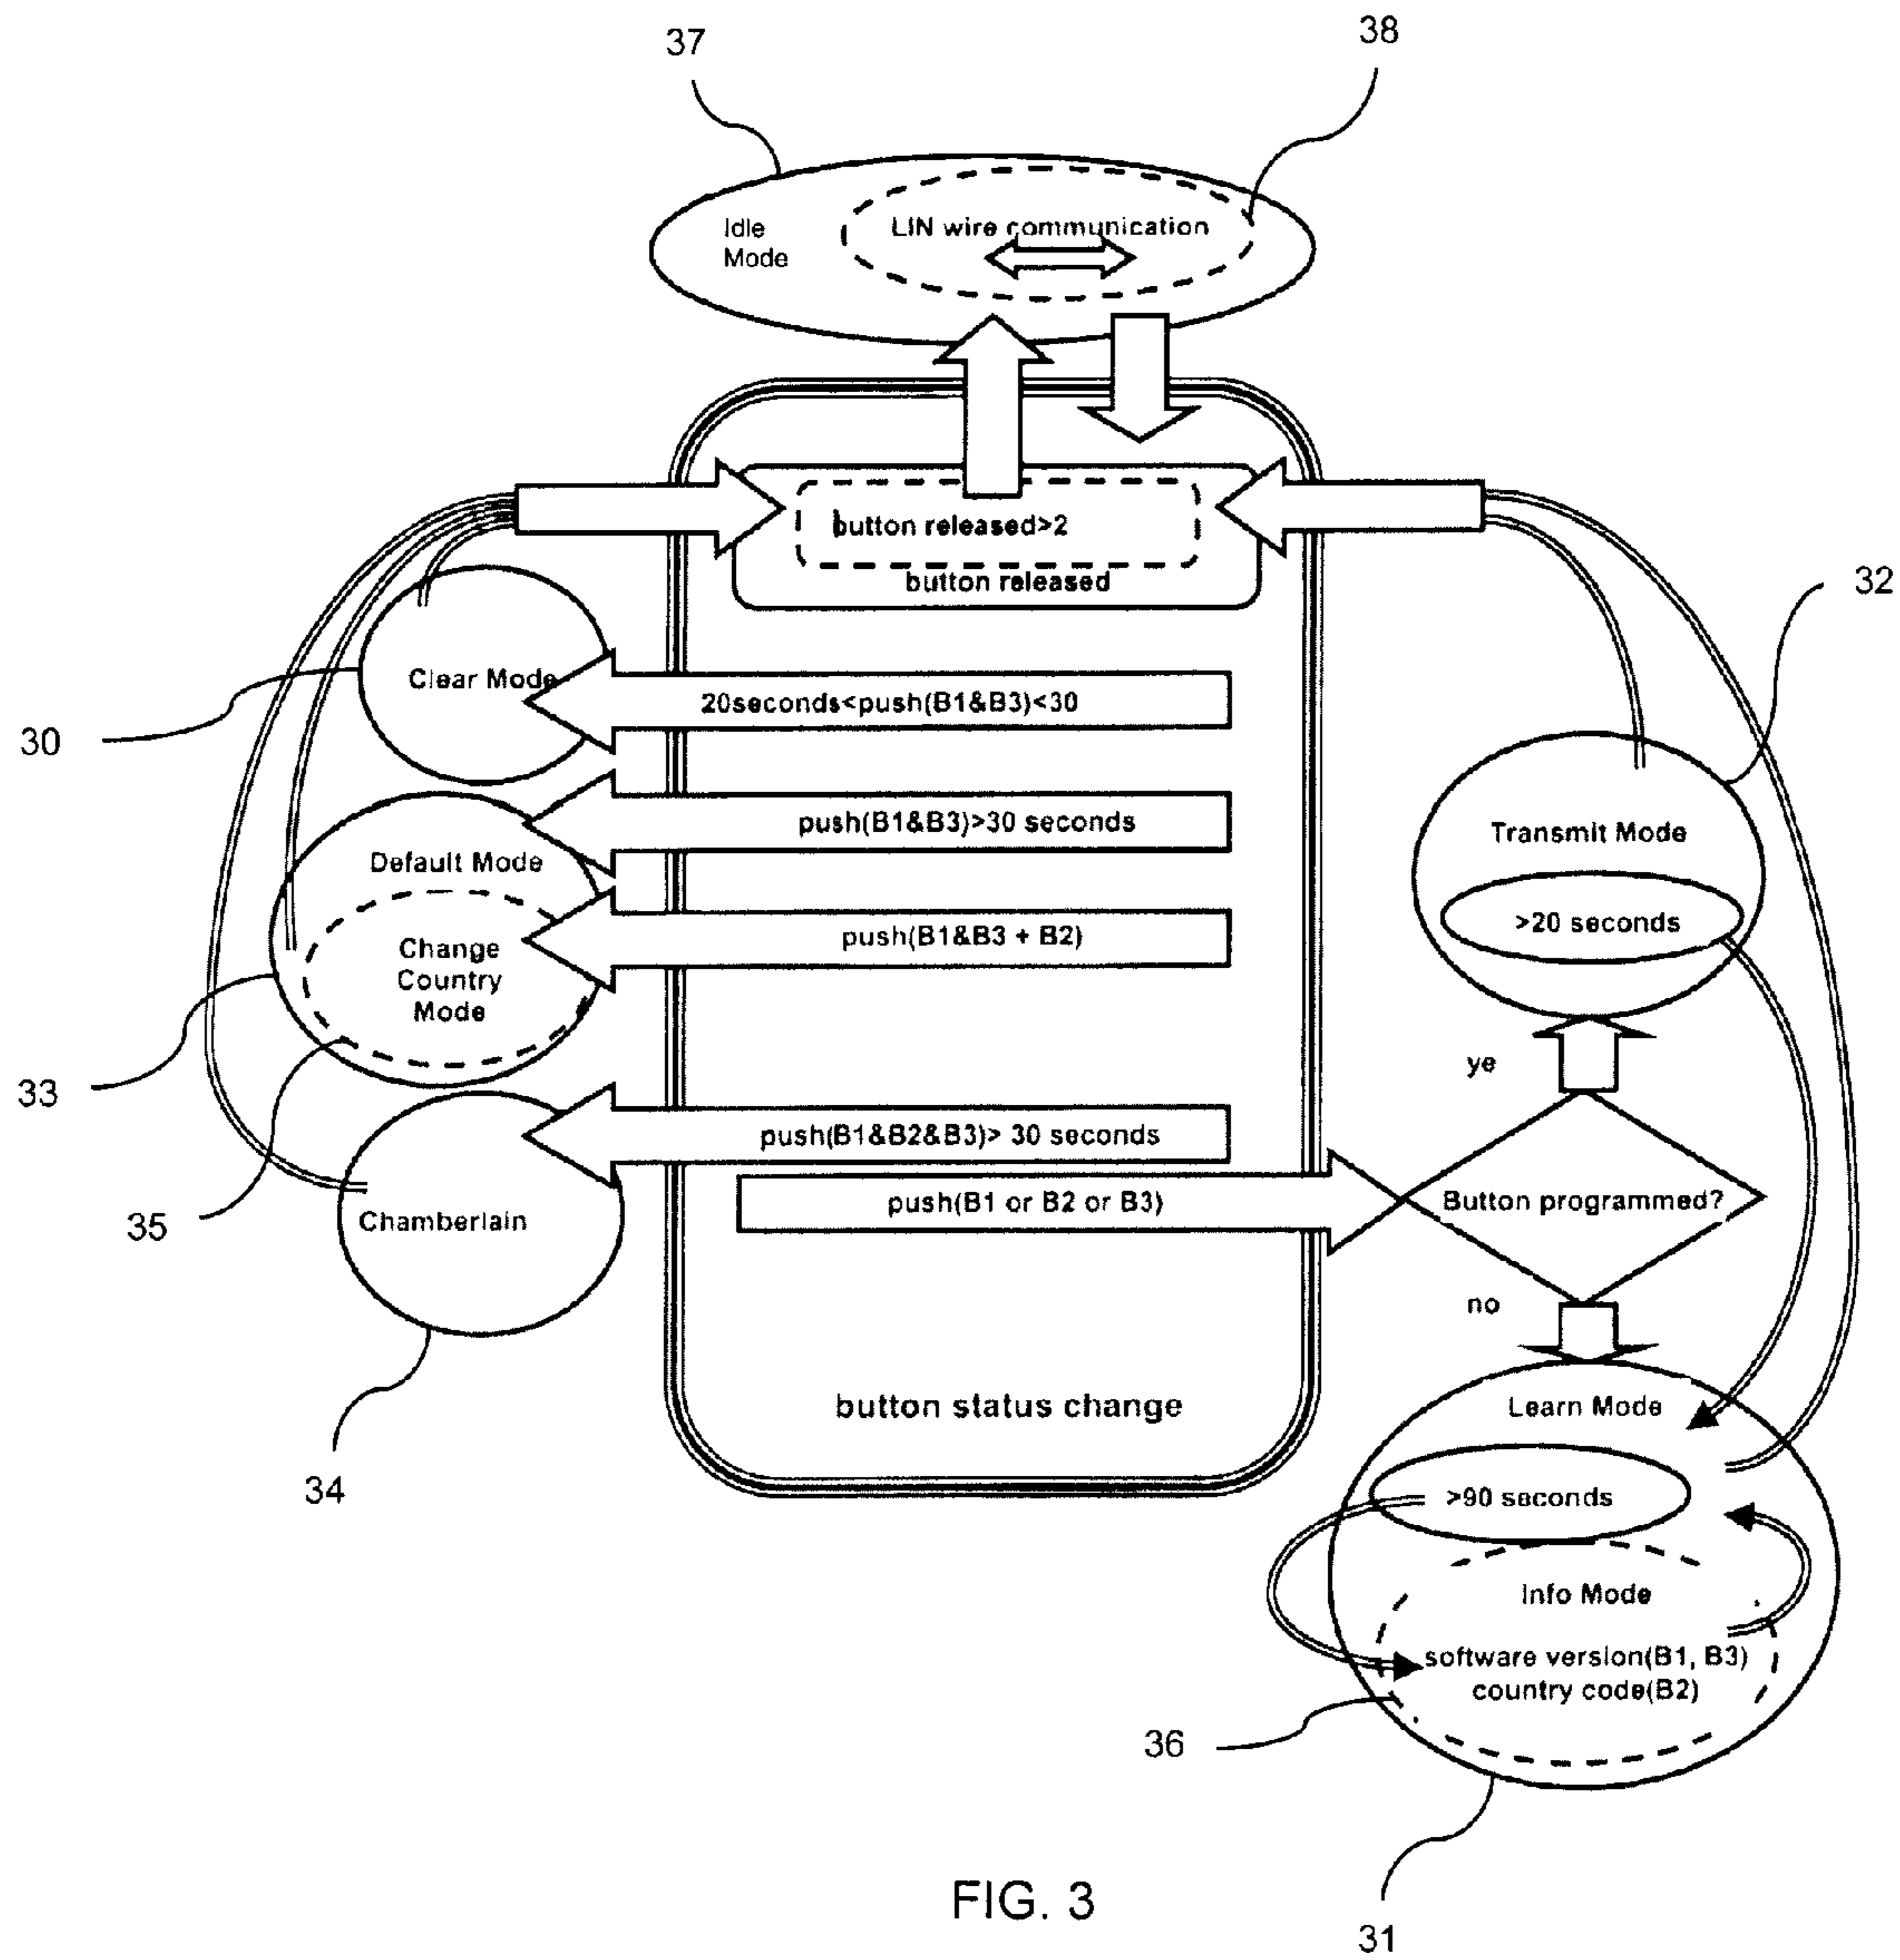 37
38
Idle
Mode
LIN wire communication
button released>2
button released
32
Clear Mode
20seconds<push(B1&B3)<30
30
push(B1&B3)>30 seconds
Transmit Mode
Default Mode
>20 seconds
push(B1&B3 + B2)
Change
Country
Mode
ye
33
push(B1&B2&B3)> 30 seconds
push(B1 or B2 or B3)
Button programmed?
35
Chamberlain
no
button status change
Learn Mode
34
>90 seconds
Info Mode
software version(B1, B3)
country code(B2)
36
FIG. 3
31